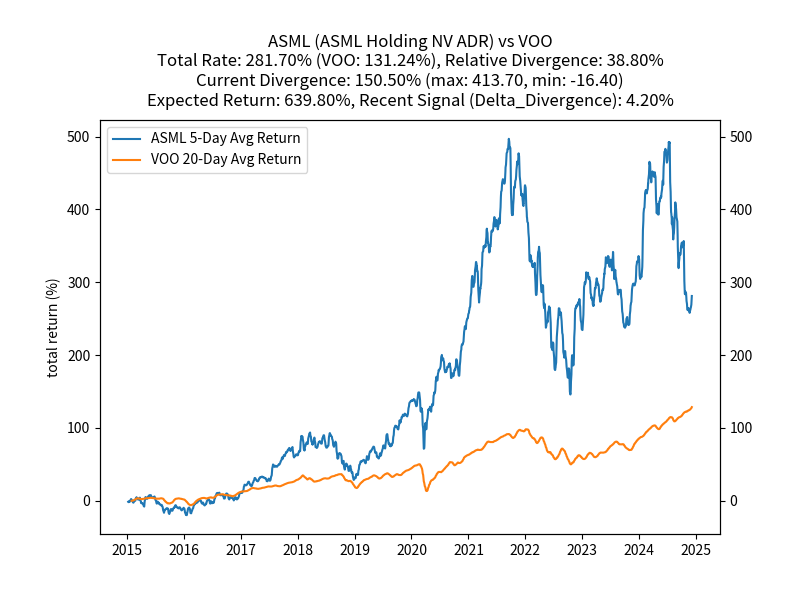 ASML (ASML Holding NV ADR) vs VOO
Total Rate: 281.70% (VOO: 131.24%), Relative Divergence: 38.80%
Current Divergence: 150.50% (max: 413.70, min: -16.40)
Expected Return: 639.80%, Recent Signal (Delta_Divergence): 4.20%
ASML 5-Day Avg Return
VOO 20-Day Avg Return
total return (%)
500
400
300
200
100
0
500
400
300
200
100
0
2015 2016 2017 2018 2019 2020 2021 2022 2023 2024 2025